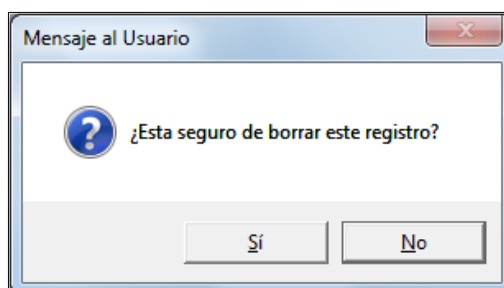 Mensaje al Usuario
¿Esta seguro de borrar este registro?
Sí
No